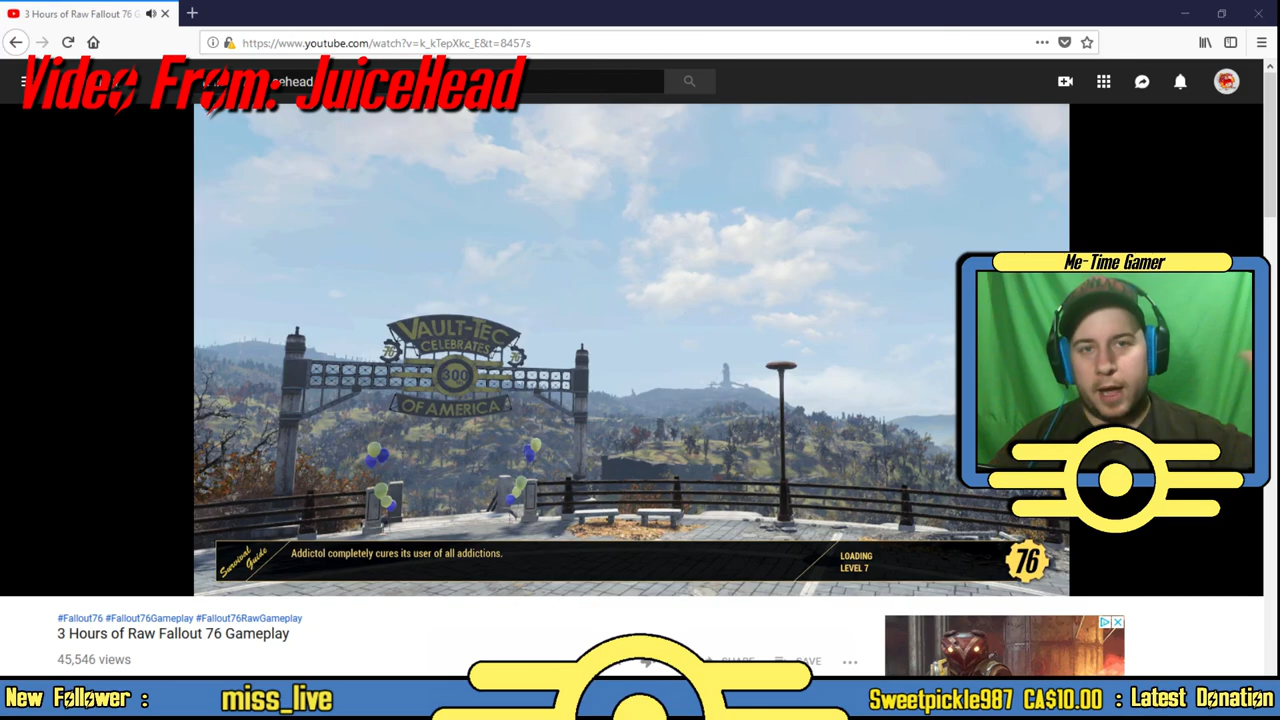 3 Hours of Raw Fallout 76 G
https://www.youtube.com/watch?v=k_kTepXkc_E&t=8457s
Video From: JuiceHead
cehead
VAULT-TEC
CELEBRATES
76 76
300
OF AMERICA
Me-Time Gamer
Survival Guide
Addictol completely cures its user of all addictions.
LOADING
LEVEL 7
76
#Fallout76 #Fallout76Gameplay #Fallout76RawGameplay
3 Hours of Raw Fallout 76 Gameplay
45,546 views
SHARE
SAVE
New Follower : miss_live
Sweetpickle987 CA$10.00 : Latest Donation